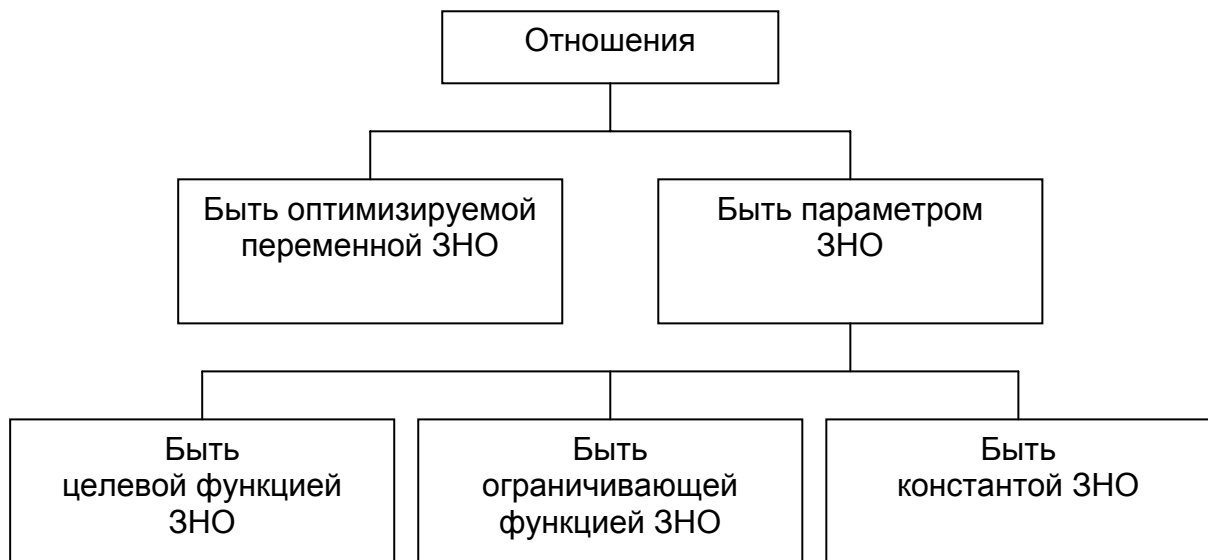 Отношения
Быть оптимизируемой
переменной ЗНО
Быть параметром
ЗНО
Быть
целевой функцией
ЗНО
Быть
ограничивающей
функцией ЗНО
Быть
константой ЗНО